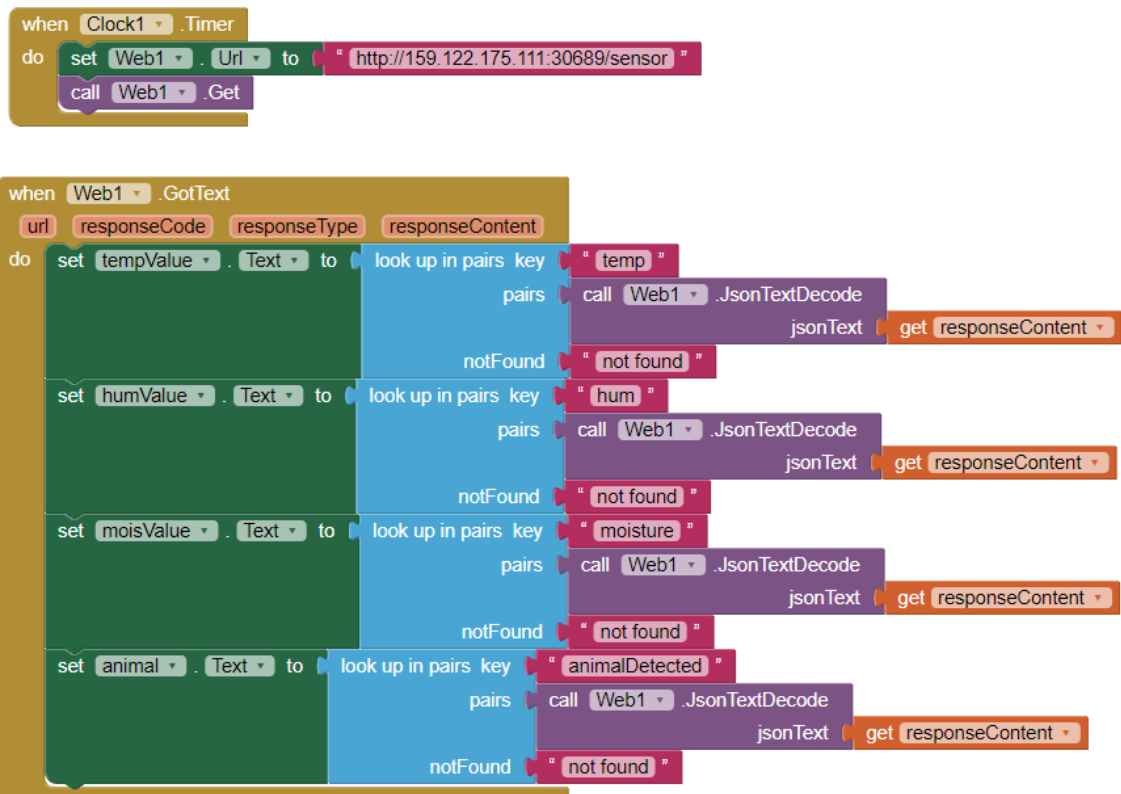 when Clock1 .Timer
do set Web1 . Url to " http://159.122.175.111:30689/sensor "
call Web1 .Get
when Web1 .GotText
url responseCode responseType responseContent
do set tempValue . Text to look up in pairs key " temp "
pairs call Web1 .JsonTextDecode
jsonText get responseContent
notFound " not found "
set humValue . Text to look up in pairs key " hum "
pairs call Web1 .JsonTextDecode
jsonText get responseContent
notFound " not found "
set moisValue . Text to look up in pairs key " moisture "
pairs call Web1 .JsonTextDecode
jsonText get responseContent
notFound " not found "
set animal . Text to look up in pairs key " animalDetected "
pairs call Web1 .JsonTextDecode
jsonText get responseContent
notFound " not found "